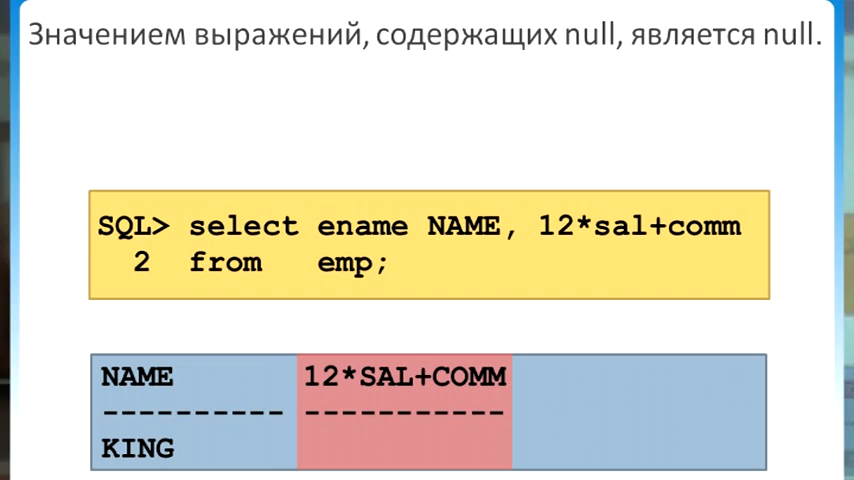 Значением выражений, содержащих null, является null.
SQL> select ename NAME, 12*sal+comm
2 from emp;
NAME 12*SAL+COMM
---------- -----------
KING